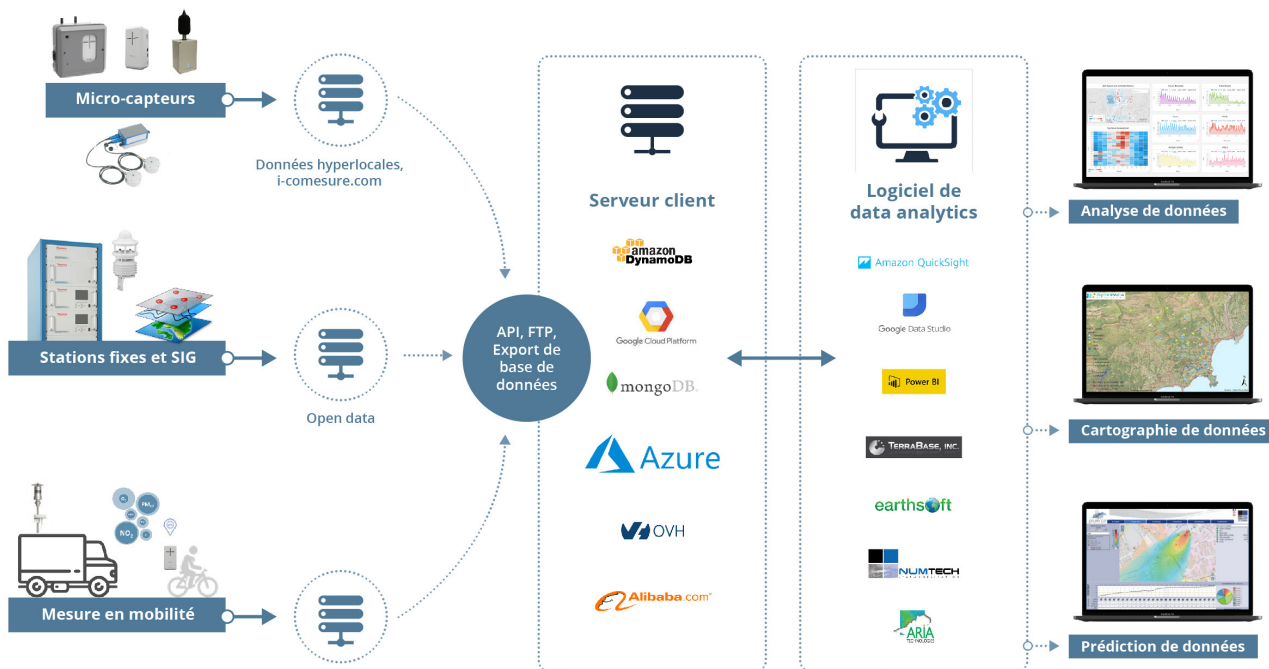 Micro-capteurs
Données hyperlocales,
i-comesure.com
Stations fixes et SIG
Open data
NO₂
Mesure en mobilité
API, FTP,
Export de
base de
données
Serveur client
amazon
DynamoDB
Google Cloud Platform
mongoDB.
Azure
OVH
Alibaba.com
Logiciel de
data analytics
Amazon QuickSight
Google Data Studio
Power BI
TERRABASE, INC.
earthsoft
NUMTECH
ARIA
TECHNOLOGIES
Analyse de données
Cartographie de données
Prédiction de données